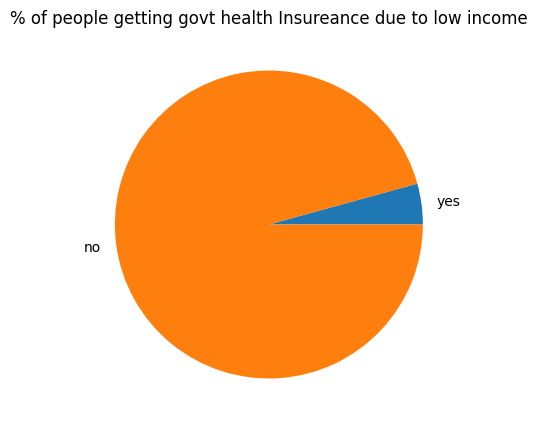 % of people getting govt health Insureance due to low income
yes
no